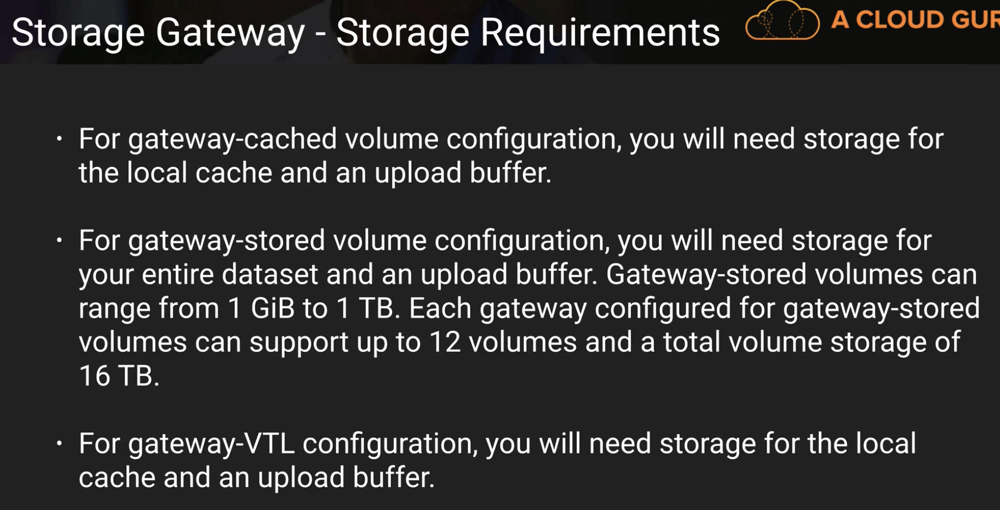 Storage Gateway - Storage Requirements
A CLOUD GUR
• For gateway-cached volume configuration, you will need storage for
the local cache and an upload buffer.
• For gateway-stored volume configuration, you will need storage for
your entire dataset and an upload buffer. Gateway-stored volumes can
range from 1 GiB to 1 TB. Each gateway configured for gateway-stored
volumes can support up to 12 volumes and a total volume storage of
16 TB.
• For gateway-VTL configuration, you will need storage for the local
cache and an upload buffer.